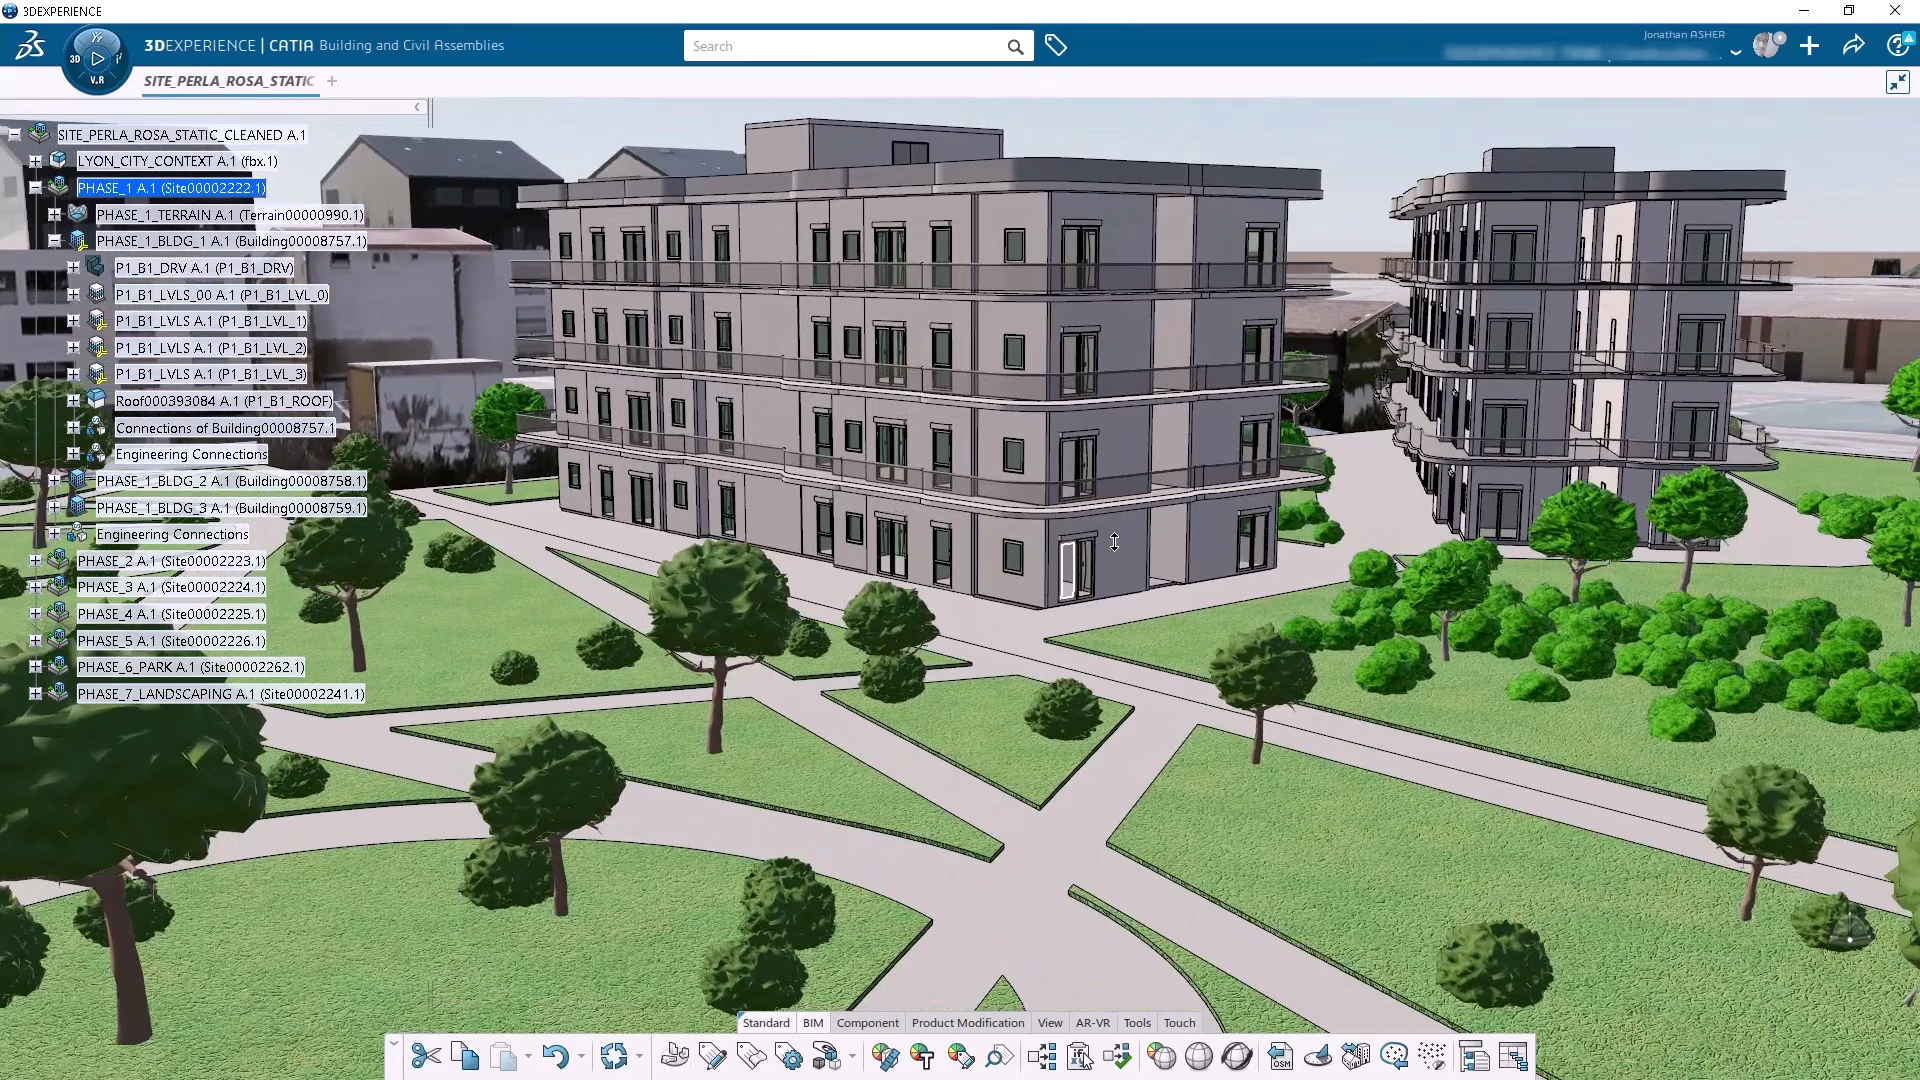 3DEXPERIENCE
3DEXPERIENCE | CATIA Building and Civil Assemblies
Search
Jonathan ASHER
3D
V.R
SITE_PERLA_ROSA_STATIC
SITE_PERLA_ROSA_STATIC_CLEANED A.1
LYON_CITY_CONTEXT A.1 (fbx.1)
PHASE_1 A.1 (Site00002222.1)
PHASE_1_TERRAIN A.1 (Terrain00000990.1)
PHASE_1_BLDG_1 A.1 (Building00008757.1)
P1_B1_DRV A.1 (P1_B1_DRV)
P1_B1_LVLS_00 A.1 (P1_B1_LVL_0)
P1_B1_LVLS A.1 (P1_B1_LVL_1)
P1_B1_LVLS A.1 (P1_B1_LVL_2)
P1_B1_LVLS A.1 (P1_B1_LVL_3)
Roof000393084 A.1 (P1_B1_ROOF)
Connections of Building00008757.1
Engineering Connections
PHASE_1_BLDG_2 A.1 (Building00008758.1)
PHASE_1_BLDG_3 A.1 (Building00008759.1)
Engineering Connections
PHASE_2 A.1 (Site00002223.1)
PHASE_3 A.1 (Site00002224.1)
PHASE_4 A.1 (Site00002225.1)
PHASE_5 A.1 (Site00002226.1)
PHASE_6_PARK A.1 (Site00002262.1)
PHASE_7_LANDSCAPING A.1 (Site00002241.1)
Standard BIM Component Product Modification View AR-VR Tools Touch
OSM